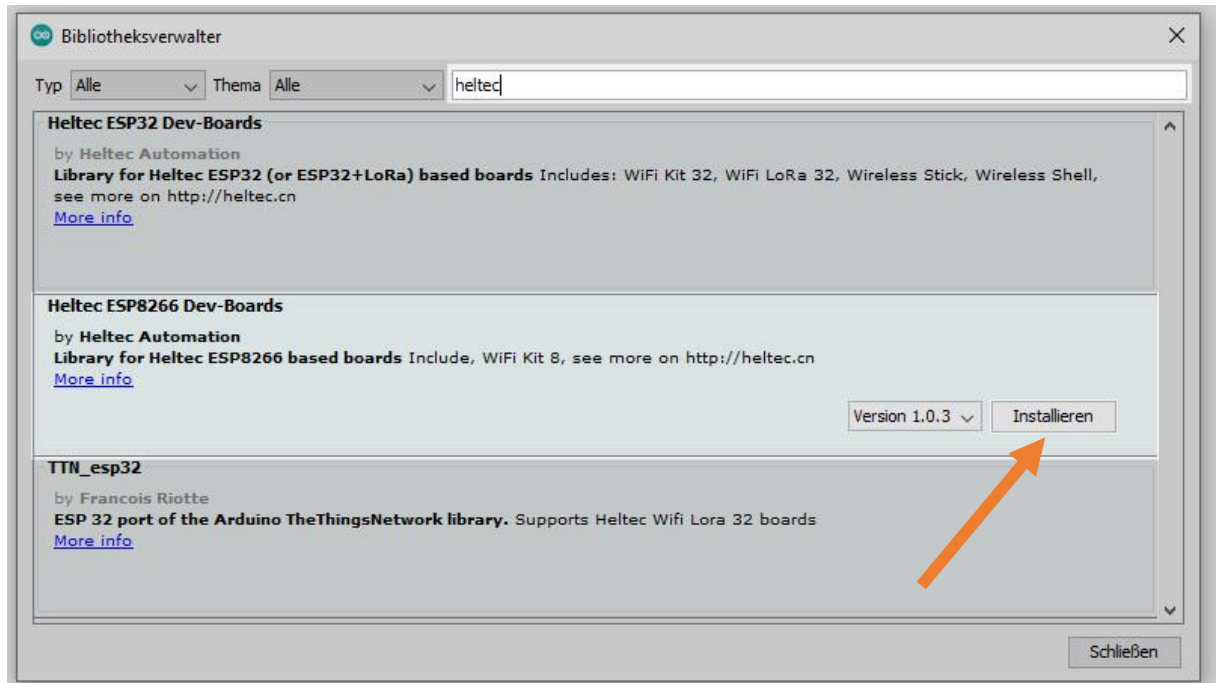 Bibliotheksverwalter
Typ Alle Thema Alle heltec
Heltec ESP32 Dev-Boards
by Heltec Automation
Library for Heltec ESP32 (or ESP32+LoRa) based boards Includes: WiFi Kit 32, WiFi LoRa 32, Wireless Stick, Wireless Shell,
see more on http://heltec.cn
More info
Heltec ESP8266 Dev-Boards
by Heltec Automation
Library for Heltec ESP8266 based boards Include, WiFi Kit 8, see more on http://heltec.cn
More info
Version 1.0.3 Installieren
TTN_esp32
by Francois Riotte
ESP 32 port of the Arduino TheThingsNetwork library. Supports Heltec Wifi Lora 32 boards
More info
Schließen